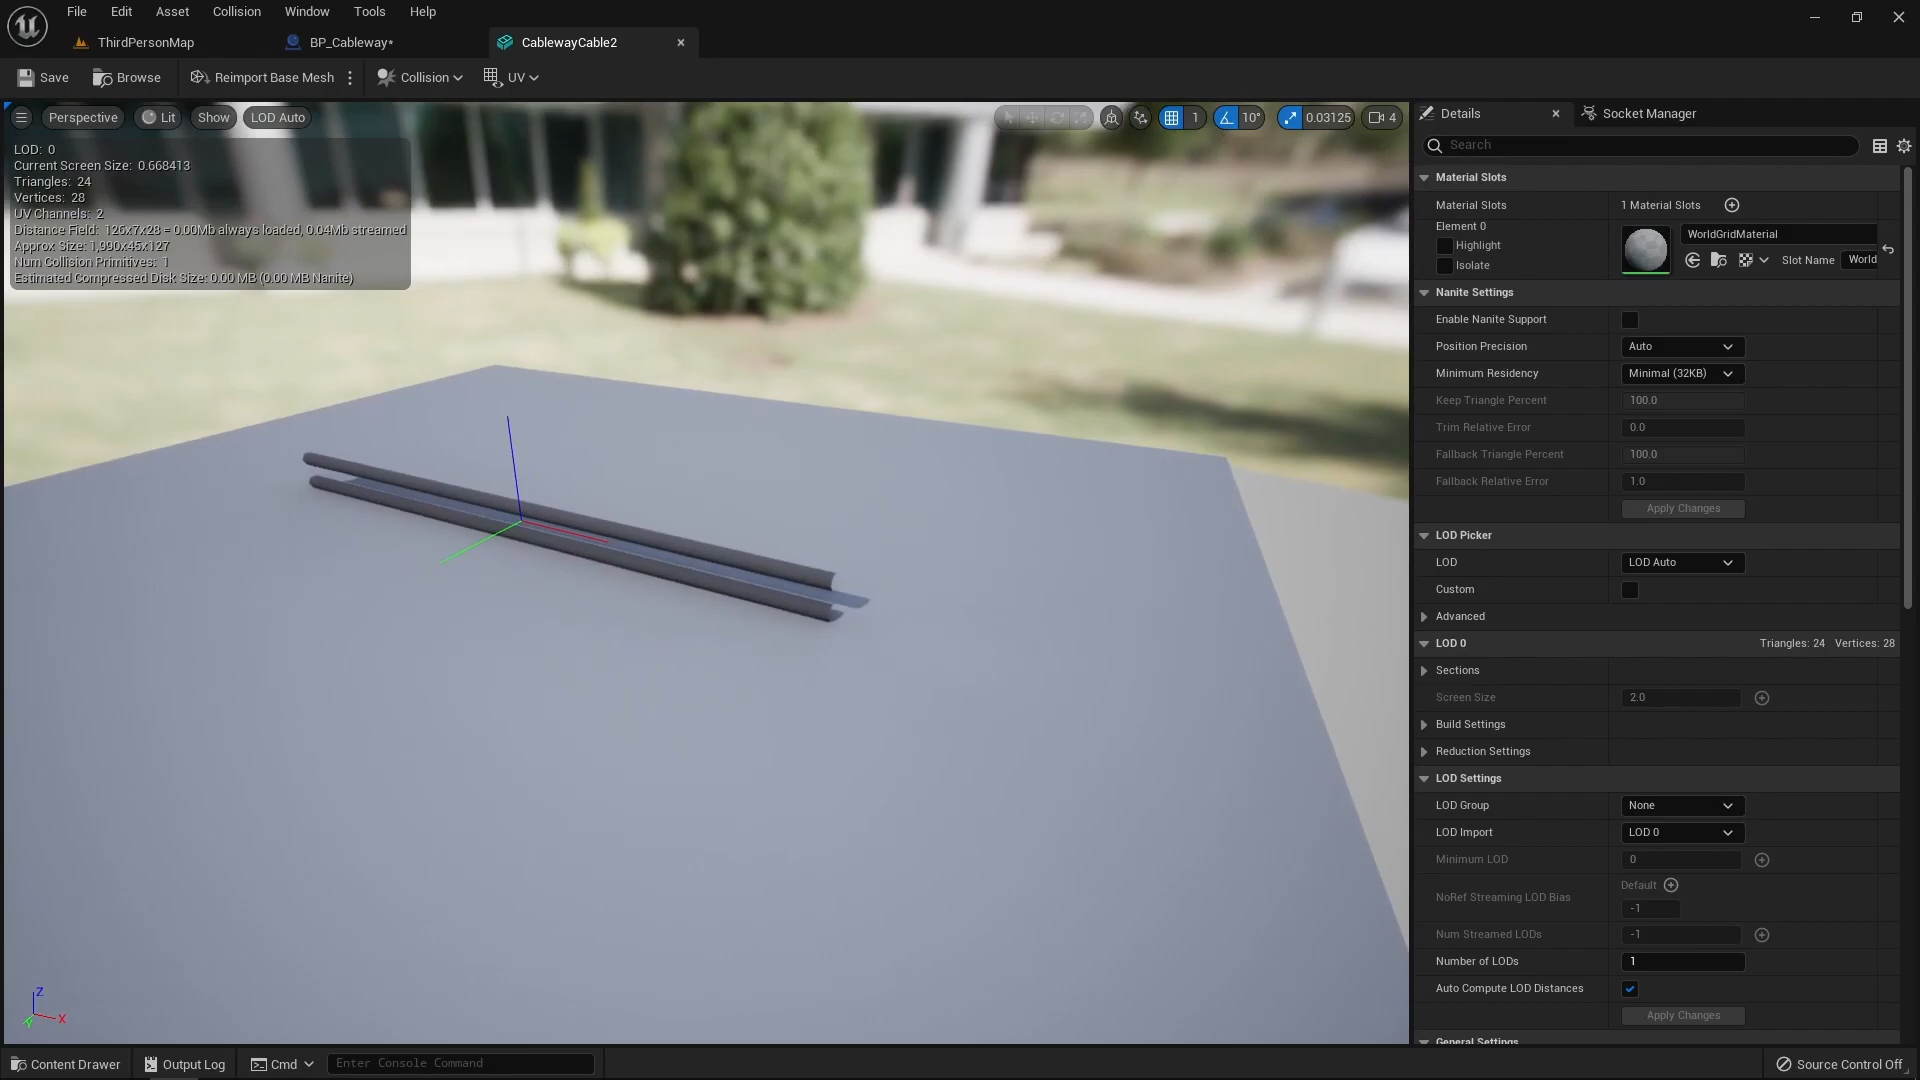 File Edit Asset Collision Window Tools Help
ThirdPersonMap BP_Cableway* CablewayCable2
Save Browse Reimport Base Mesh Collision UV
Perspective Lit Show LOD Auto 1 10° 0.03125 4
LOD: 0
Current Screen Size: 0.668413
Triangles: 24
Vertices: 28
UV Channels: 2
Distance Field: 126x7x28 = 0.00Mb always loaded, 0.04Mb streamed
Approx Size: 1,990x45x127
Num Collision Primitives: 1
Estimated Compressed Disk Size: 0.00 MB (0.00 MB Nanite)
Z
X
Y
Details Socket Manager
Search
Material Slots
Material Slots 1 Material Slots
Element 0
Highlight
Isolate
WorldGridMaterial
Slot Name World
Nanite Settings
Enable Nanite Support
Position Precision Auto
Minimum Residency Minimal (32KB)
Keep Triangle Percent 100.0
Trim Relative Error 0.0
Fallback Triangle Percent 100.0
Fallback Relative Error 1.0
Apply Changes
LOD Picker
LOD LOD Auto
Custom
Advanced
LOD 0 Triangles: 24 Vertices: 28
Sections
Screen Size 2.0
Build Settings
Reduction Settings
LOD Settings
LOD Group None
LOD Import LOD 0
Minimum LOD 0
NoRef Streaming LOD Bias Default
-1
Num Streamed LODs -1
Number of LODs 1
Auto Compute LOD Distances
Apply Changes
General Settings
Content Drawer Output Log Cmd Enter Console Command Source Control Off